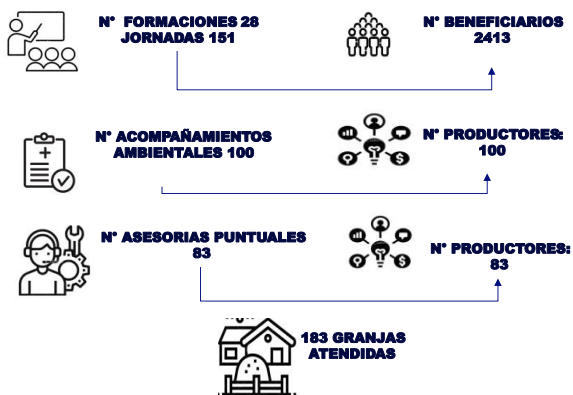 N° FORMACIONES 28
JORNADAS 151
N° BENEFICIARIOS
2413
N° ACOMPAÑAMIENTOS
AMBIENTALES 100
N° PRODUCTORES:
100
N° ASESORIAS PUNTUALES
83
N° PRODUCTORES:
83
183 GRANJAS
ATENDIDAS